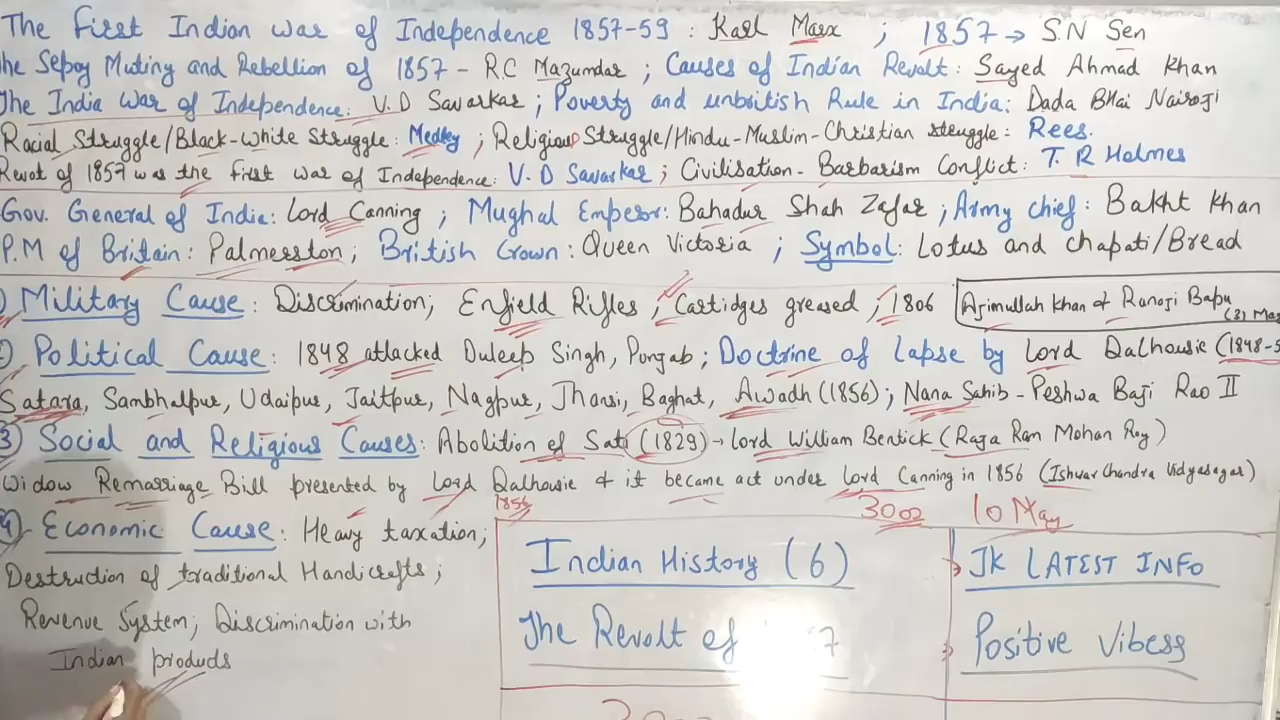 The First Indian war of Independence 1857-59 : Karl Marx ; 1857 → S.N Sen
he Sepoy Mutiny and Rebellion of 1857 - R.C Mazumdar ; Causes of Indian Revolt : Sayed Ahmad Khan
The India War of Independence : V.D Savarkar ; Poverty and unbritish Rule in India : Dada Bhai Nairoji
Racial Struggle/Black-White Struggle : Medley ; Religious Struggle/Hindu-Muslim-Christian struggle : Rees.
Revot of 1857 was the first war of Independence : V.D Savarkar ; Civilisation - Barbarism Conflict : T. R Holmes
Gov. General of India : Lord Canning ; Mughal Emperor : Bahadur Shah Zafar ; Army chief : Bakht Khan
P.M of Britain : Palmerston ; British Crown : Queen Victoria ; Symbol : Lotus and Chapati/Bread
) Military Cause : Discrimination ; Enfield Rifles ; Castidges greased ; 1806
Ajimullah Khan & Ranoji Bapu
(2) Political Cause : 1848 attacked Duleep Singh, Punjab ; Doctrine of lapse by Lord Dalhousie (1848-5
Satara, Sambhalpur, Udaipur, Jaitpur, Nagpur, Jhansi, Baghat, Awadh (1856) ; Nana Sahib - Peshwa Baji Rao II
(3) Social and Religious Causes : Abolition of Sati (1829) → Lord William Bentick (Raja Ram Mohan Roy)
Widow Remarriage Bill presented by Lord Dalhousie & it became act under Lord Canning in 1856 (Ishwar Chandra Vidyasagar)
1856 300₂ 10 May
(4) Economic Cause : Heavy taxation ;
Destruction of traditional Handicrafts ;
Revenue System ; Discrimination with
Indian products
Indian History (6)
The Revolt of 7
JK LATEST INFO
Positive Vibess